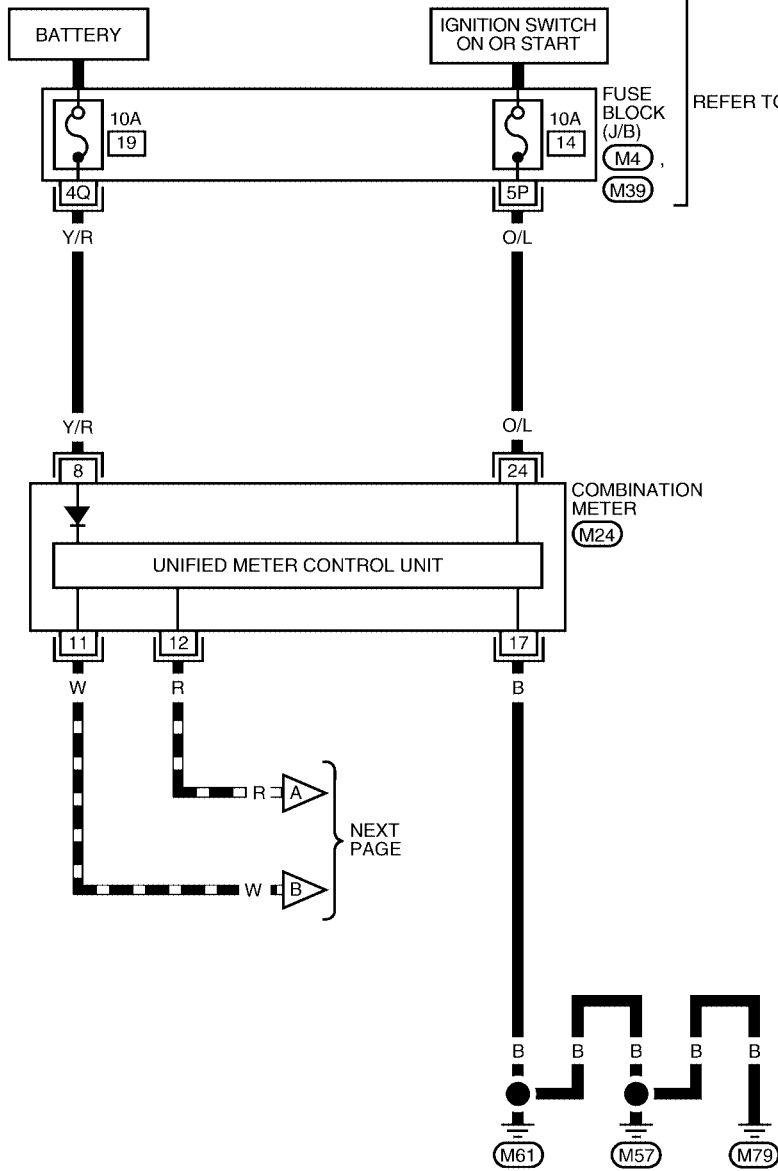 BATTERY
IGNITION SWITCH
ON OR START
10A
19
10A
14
FUSE
BLOCK
(J/B)
M4 ,
M39
REFER TO
4Q
5P
Y/R
O/L
Y/R
O/L
8
24
COMBINATION
METER
M24
UNIFIED METER CONTROL UNIT
11
12
17
W
R
B
R
A
NEXT
PAGE
W
B
B
B
B
B
B
M61
M57
M79